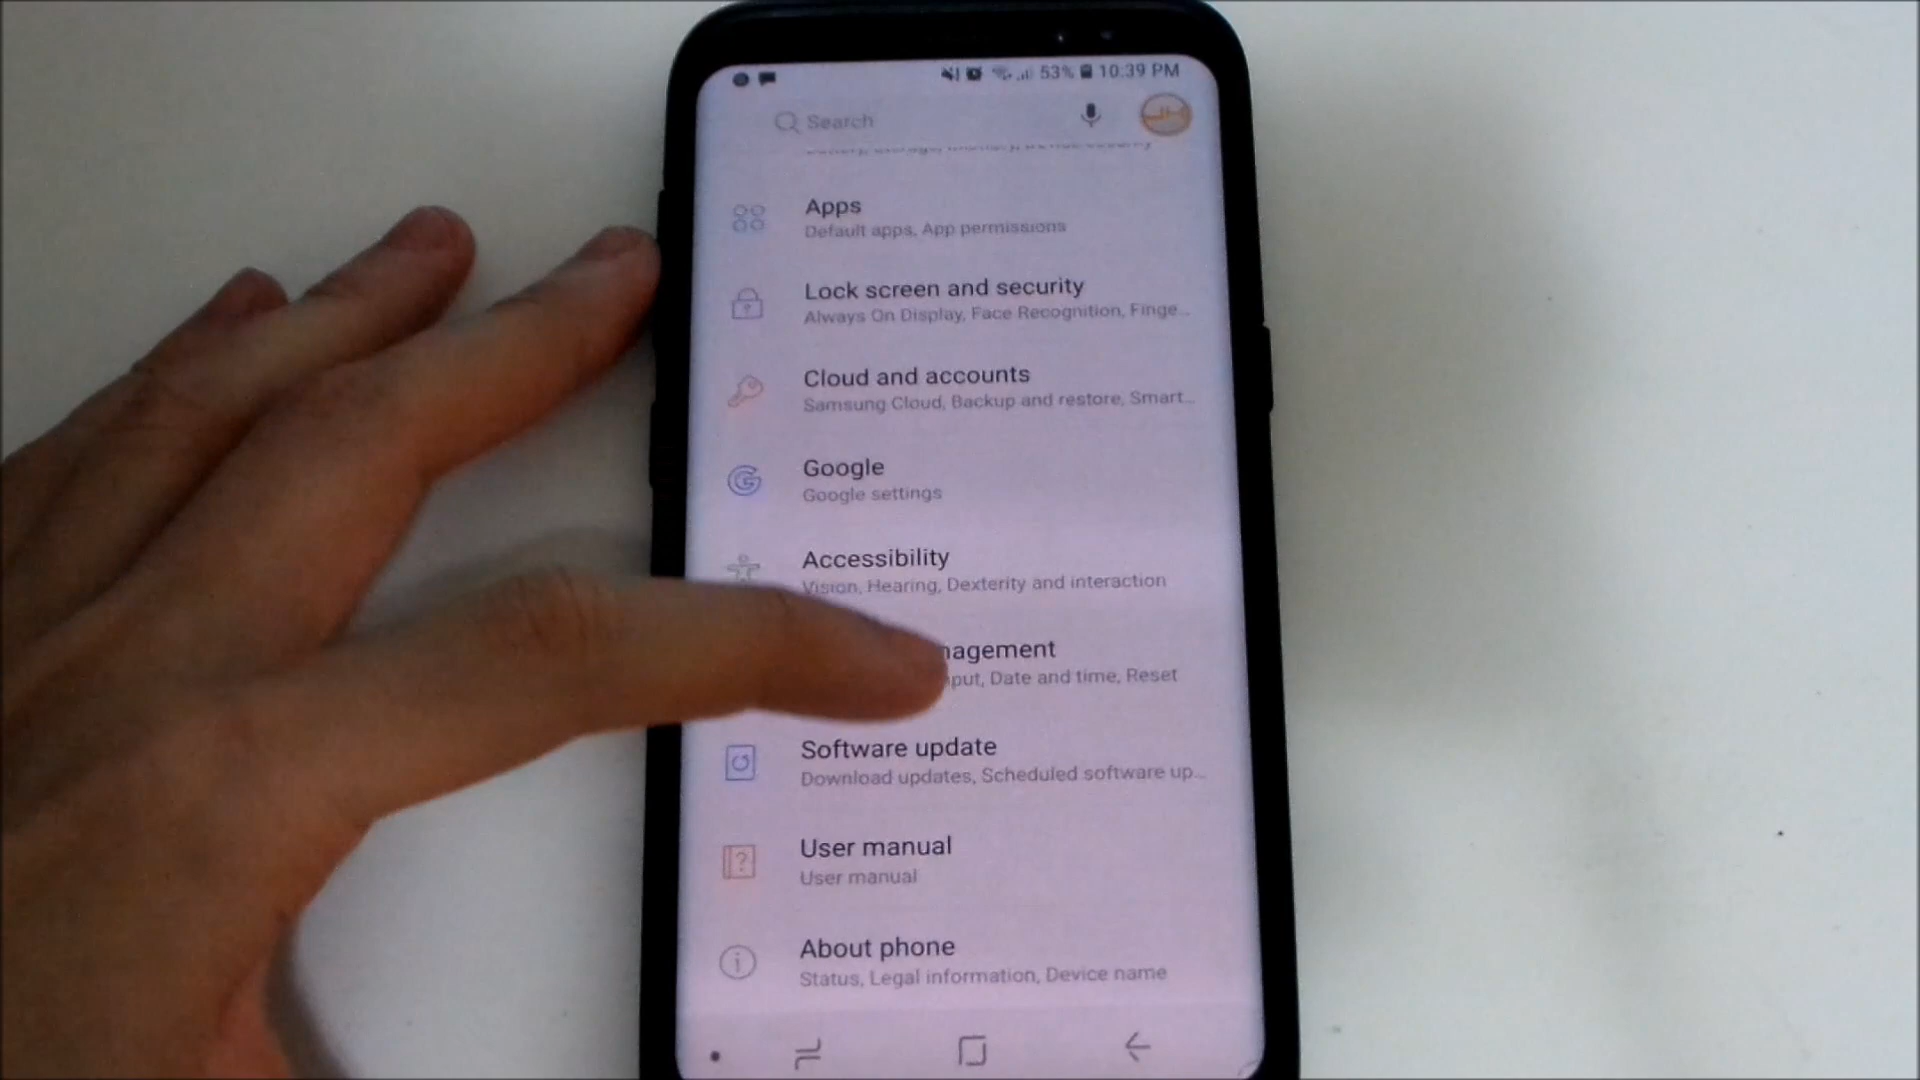 53% 10:39 PM
Search
Apps
Default apps, App permissions
Lock screen and security
Always On Display, Face Recognition, Finge...
Cloud and accounts
Samsung Cloud, Backup and restore, Smart...
Google
Google settings
Accessibility
Vision, Hearing, Dexterity and interaction
nagement
nput, Date and time, Reset
Software update
Download updates, Scheduled software up...
User manual
User manual
About phone
Status, Legal information, Device name